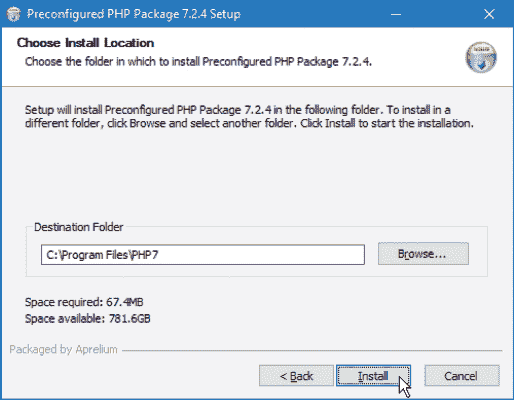 Preconfigured PHP Package 7.2.4 Setup
Choose Install Location
Choose the folder in which to install Preconfigured PHP Package 7.2.4.
Setup will install Preconfigured PHP Package 7.2.4 in the following folder. To install in a
different folder, click Browse and select another folder. Click Install to start the installation.
Destination Folder
C:\Program Files\PHP7
Browse...
Space required: 67.4MB
Space available: 781.6GB
Packaged by Aprelium
< Back
Install
Cancel